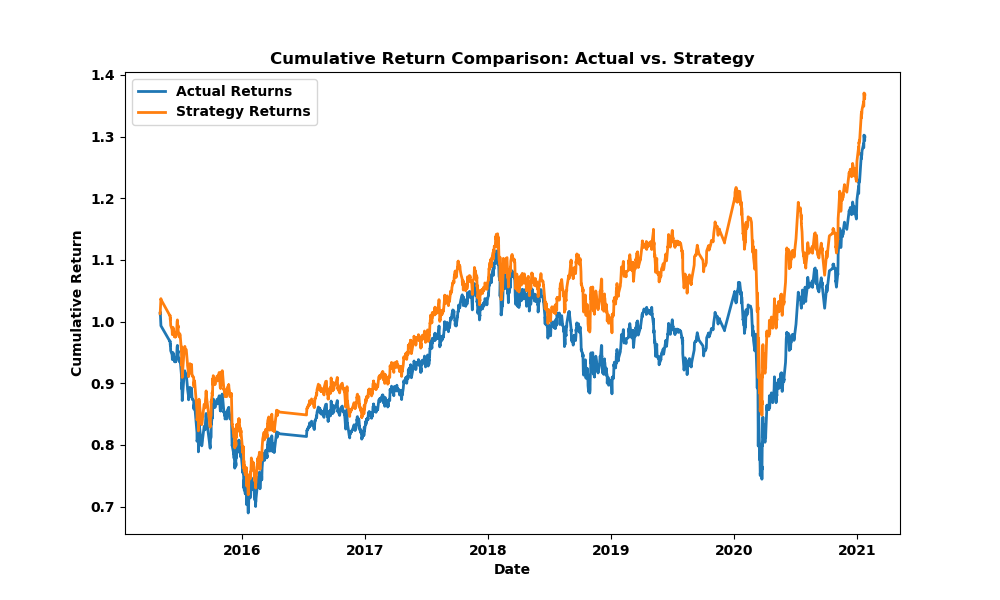 Cumulative Return Comparison: Actual vs. Strategy
Actual Returns
Strategy Returns
Cumulative Return
1.4
1.3
1.2
1.1
1.0
0.9
0.8
0.7
2016 2017 2018 2019 2020 2021
Date